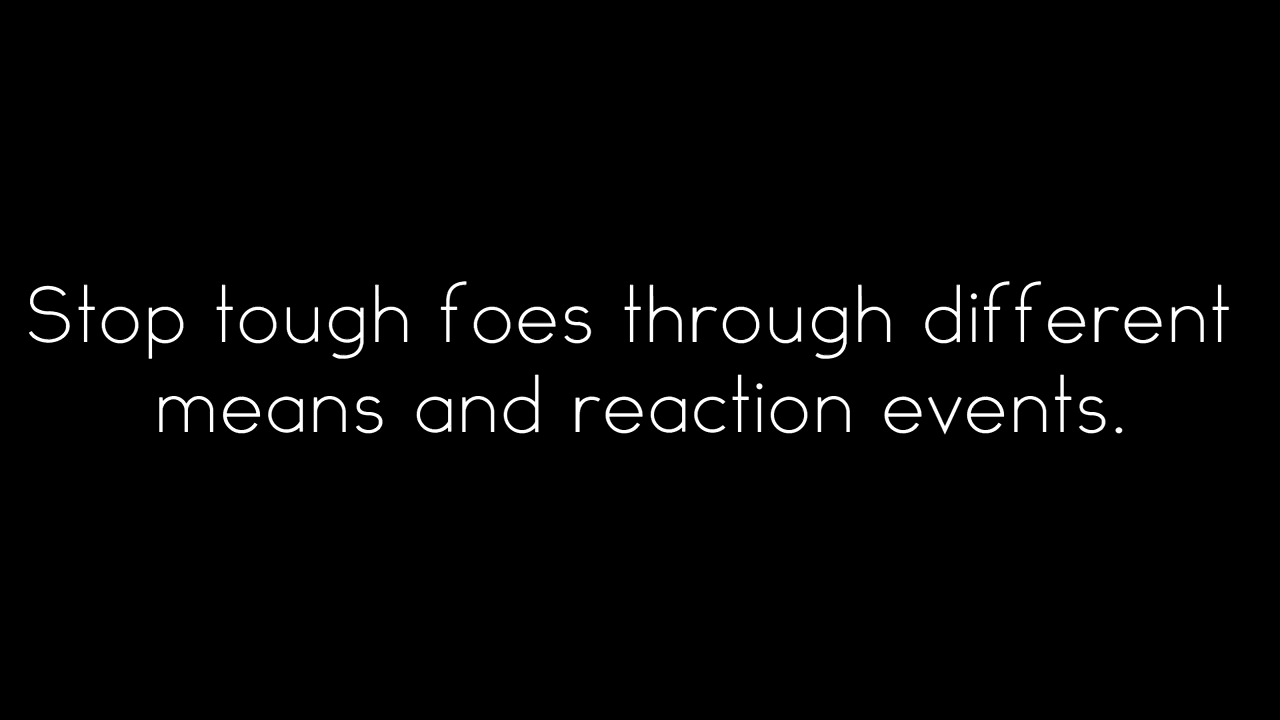 Stop tough foes through different
means and reaction events.